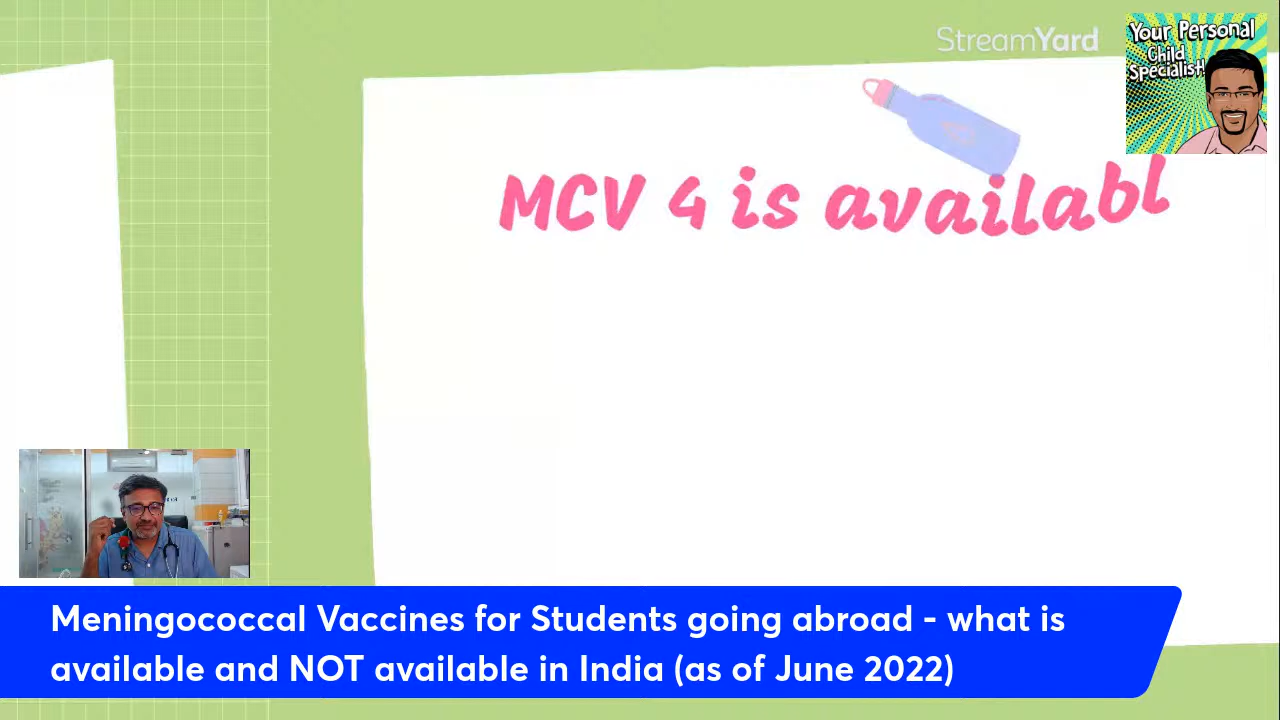 StreamYard
Your Personal
Child
Specialist!
MCV 4 is availabl
Meningococcal Vaccines for Students going abroad - what is
available and NOT available in India (as of June 2022)